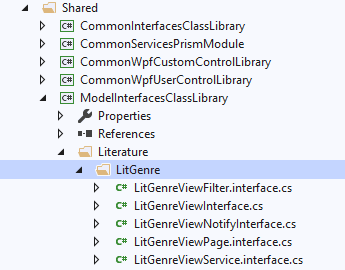 Shared
CommonInterfacesClassLibrary
CommonServicesPrismModule
CommonWpfCustomControlLibrary
CommonWpfUserControlLibrary
ModelInterfacesClassLibrary
Properties
References
Literature
LitGenre
C# LitGenreViewFilter.interface.cs
C# LitGenreViewInterface.cs
C# LitGenreViewNotifyInterface.cs
C# LitGenreViewPage.interface.cs
C# LitGenreViewService.interface.cs